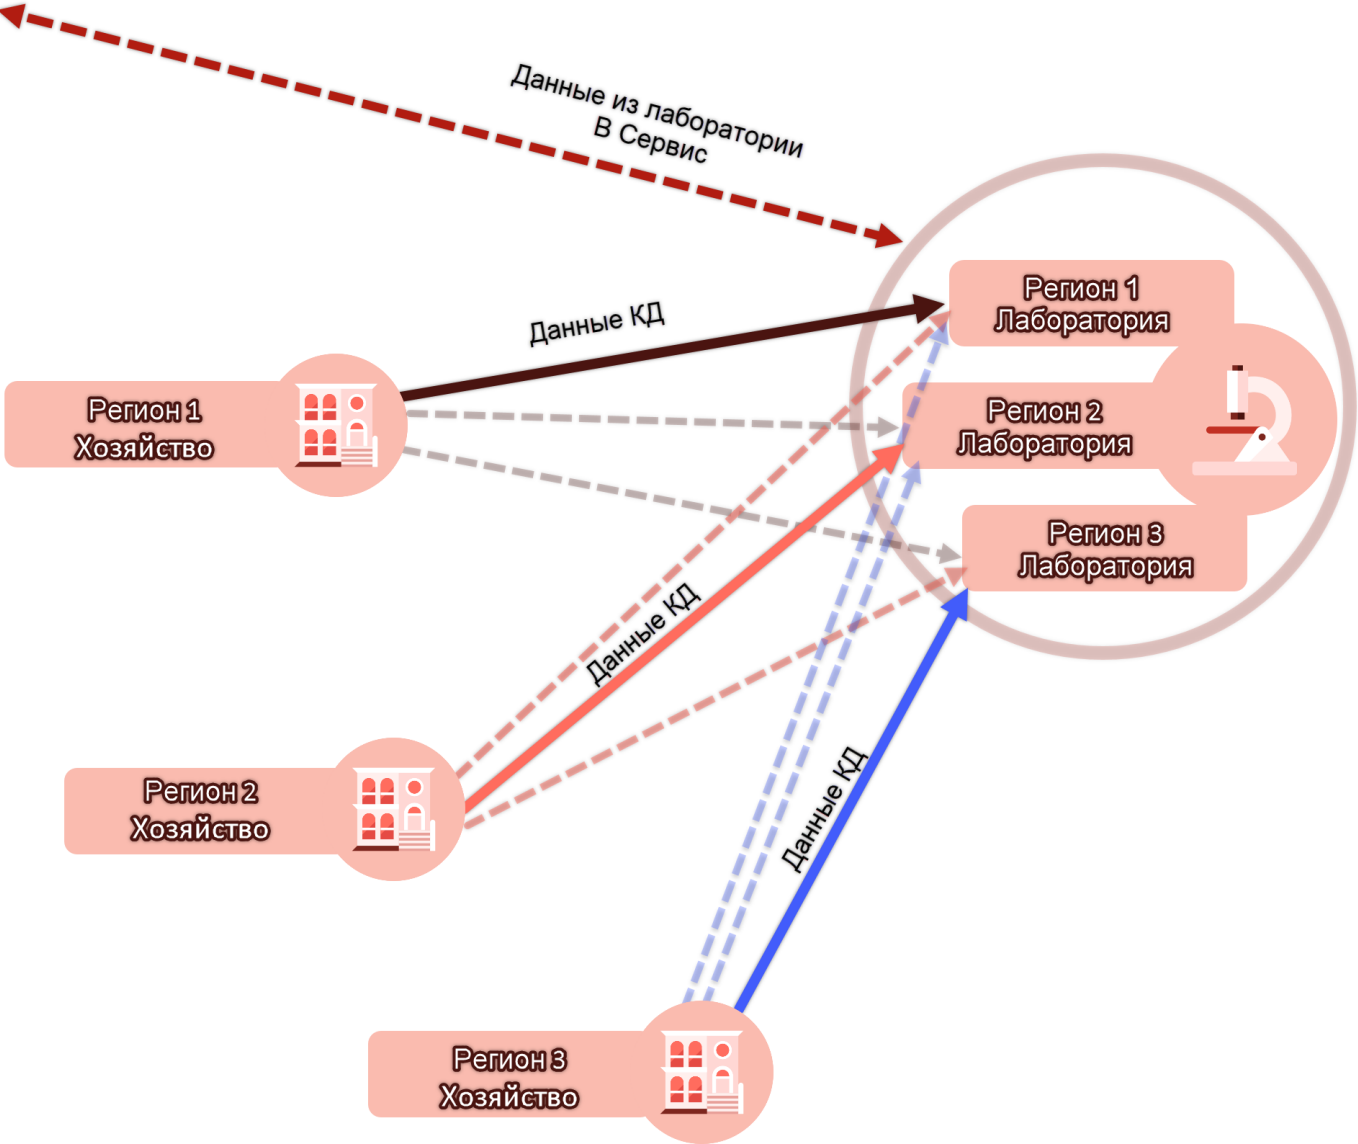 Данные из лаборатории
В Сервис
Данные КД
Регион 1
Лаборатория
Регион 1
Хозяйство
Регион 2
Лаборатория
Регион 3
Лаборатория
Данные КД
Данные КД
Регион 2
Хозяйство
Регион 3
Хозяйство